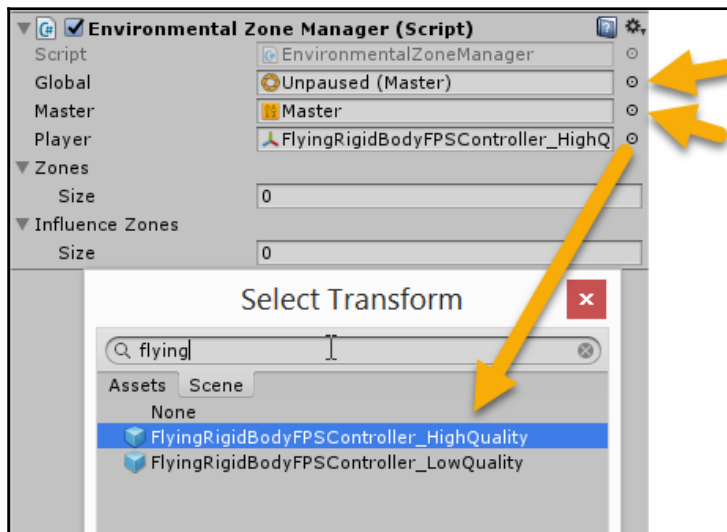 Environmental Zone Manager (Script)
Script EnvironmentalZoneManager
Global Unpaused (Master)
Master Master
Player FlyingRigidBodyFPSController_HighQ
Zones
Size 0
Influence Zones
Size 0
Select Transform
flying
Assets Scene
None
FlyingRigidBodyFPSController_HighQuality
FlyingRigidBodyFPSController_LowQuality